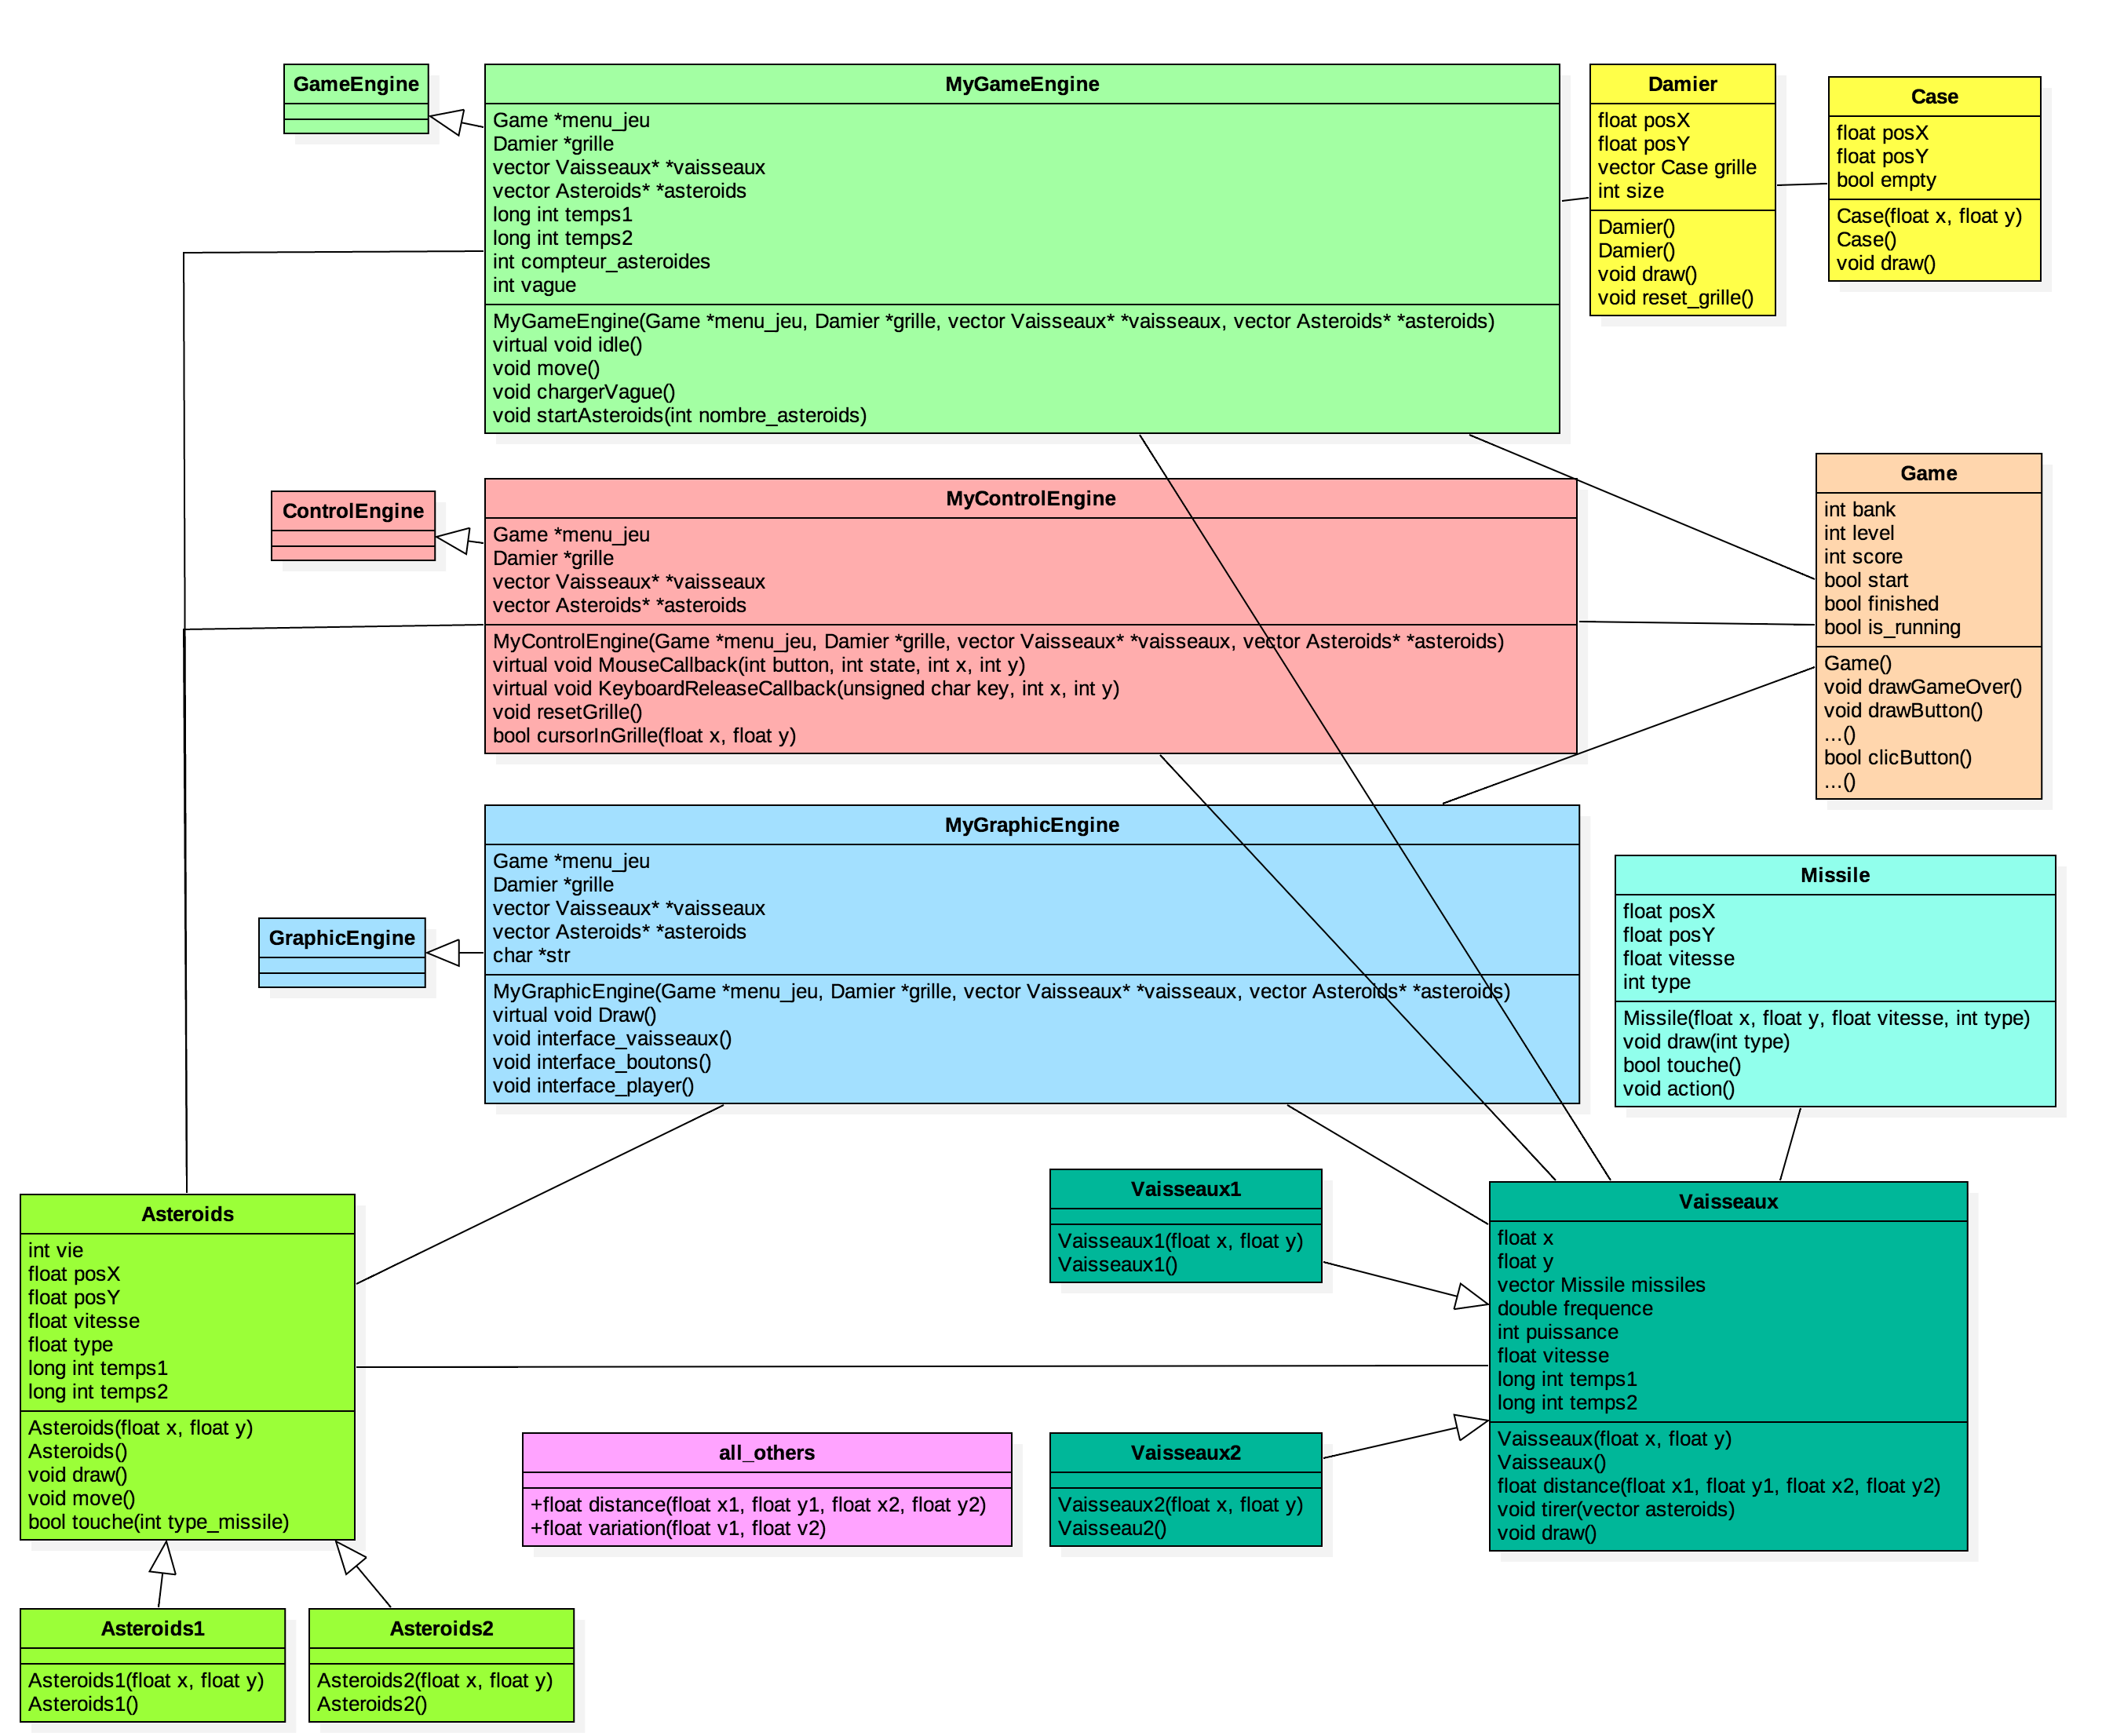 GameEngine
MyGameEngine
Game *menu_jeu
Damier *grille
vector Vaisseaux* *vaisseaux
vector Asteroids* *asteroids
long int temps1
long int temps2
int compteur_asteroides
int vague
MyGameEngine(Game *menu_jeu, Damier *grille, vector Vaisseaux* *vaisseaux, vector Asteroids* *asteroids)
virtual void idle()
void move()
void chargerVague()
void startAsteroids(int nombre_asteroids)
Damier
float posX
float posY
vector Case grille
int size
Damier()
Damier()
void draw()
void reset_grille()
Case
float posX
float posY
bool empty
Case(float x, float y)
Case()
void draw()
ControlEngine
MyControlEngine
Game *menu_jeu
Damier *grille
vector Vaisseaux* *vaisseaux
vector Asteroids* *asteroids
MyControlEngine(Game *menu_jeu, Damier *grille, vector Vaisseaux* *vaisseaux, vector Asteroids* *asteroids)
virtual void MouseCallback(int button, int state, int x, int y)
virtual void KeyboardReleaseCallback(unsigned char key, int x, int y)
void resetGrille()
bool cursorInGrille(float x, float y)
Game
int bank
int level
int score
bool start
bool finished
bool is_running
Game()
void drawGameOver()
void drawButton()
...()
bool clicButton()
...()
GraphicEngine
MyGraphicEngine
Game *menu_jeu
Damier *grille
vector Vaisseaux* *vaisseaux
vector Asteroids* *asteroids
char *str
MyGraphicEngine(Game *menu_jeu, Damier *grille, vector Vaisseaux* *vaisseaux, vector Asteroids* *asteroids)
virtual void Draw()
void interface_vaisseaux()
void interface_boutons()
void interface_player()
Missile
float posX
float posY
float vitesse
int type
Missile(float x, float y, float vitesse, int type)
void draw(int type)
bool touche()
void action()
Asteroids
int vie
float posX
float posY
float vitesse
float type
long int temps1
long int temps2
Asteroids(float x, float y)
Asteroids()
void draw()
void move()
bool touche(int type_missile)
Vaisseaux1
Vaisseaux1(float x, float y)
Vaisseaux1()
Vaisseaux
float x
float y
vector Missile missiles
double frequence
int puissance
float vitesse
long int temps1
long int temps2
Vaisseaux(float x, float y)
Vaisseaux()
float distance(float x1, float y1, float x2, float y2)
void tirer(vector asteroids)
void draw()
all_others
+float distance(float x1, float y1, float x2, float y2)
+float variation(float v1, float v2)
Vaisseaux2
Vaisseaux2(float x, float y)
Vaisseau2()
Asteroids1
Asteroids1(float x, float y)
Asteroids1()
Asteroids2
Asteroids2(float x, float y)
Asteroids2()